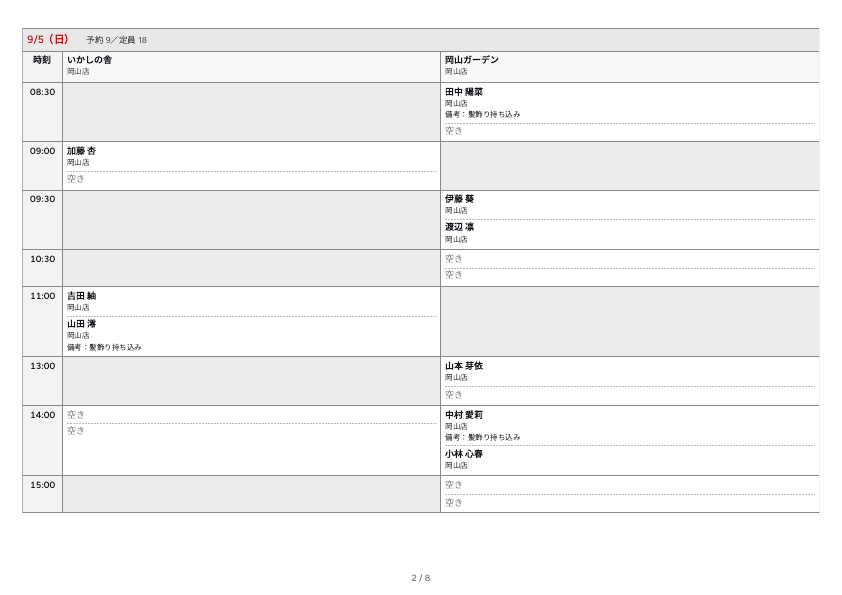 9/5（日） 予約 9／定員 18
時刻 いかしの舎 岡山ガーデン
岡山店 岡山店
08:30 田中 陽菜
岡山店
備考：髪飾り持ち込み
空き
09:00 加藤 杏
岡山店
空き
09:30 伊藤 葵
岡山店
渡辺 凛
岡山店
10:30 空き
空き
11:00 吉田 紬
岡山店
山田 澪
岡山店
備考：髪飾り持ち込み
13:00 山本 芽依
岡山店
空き
14:00 空き 中村 愛莉
空き 岡山店
備考：髪飾り持ち込み
小林 心春
岡山店
15:00 空き
空き
2 / 8